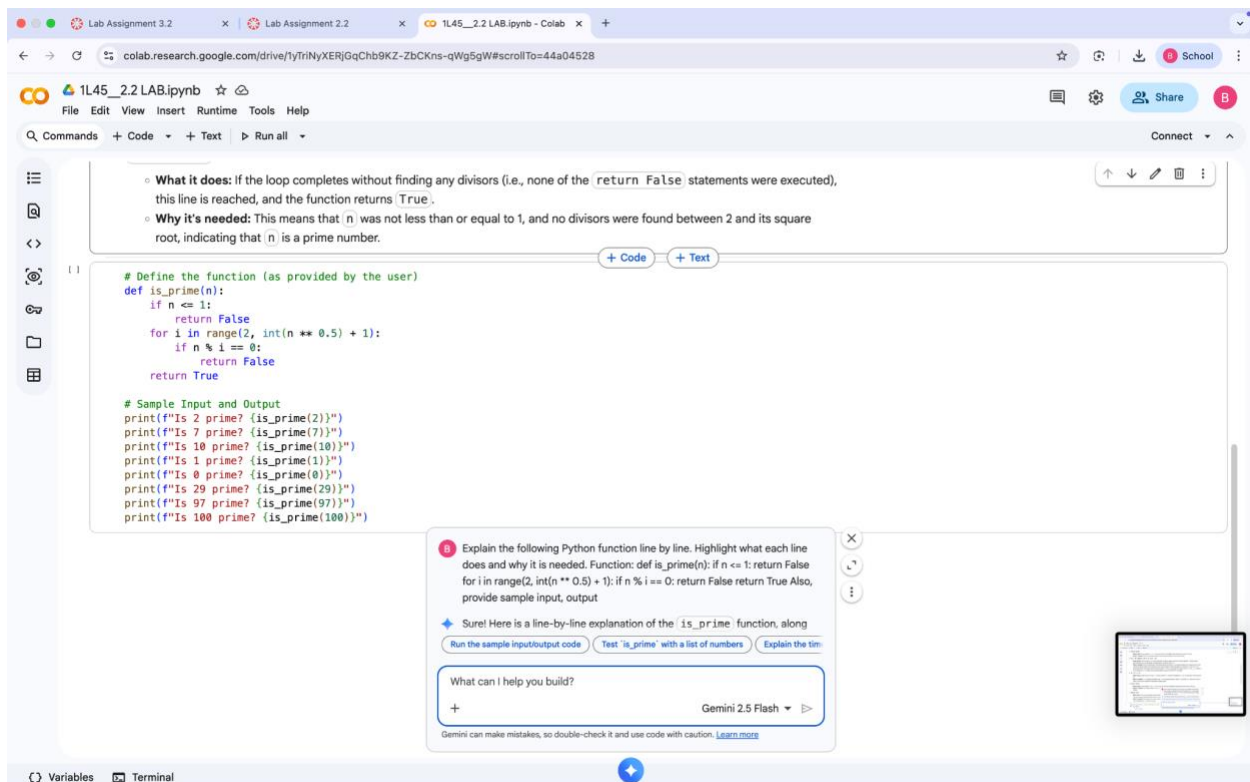 Lab Assignment 3.2
Lab Assignment 2.2
1L45__2.2 LAB.ipynb - Colab
colab.research.google.com/drive/1yTriNyXERjGqChb9KZ-ZbCKns-qWg5gW#scrollTo=44a04528
B School
1L45__2.2 LAB.ipynb
File Edit View Insert Runtime Tools Help
Share
B
Commands + Code + Text Run all
Connect
What it does: If the loop completes without finding any divisors (i.e., none of the return False statements were executed),
this line is reached, and the function returns True.
Why it's needed: This means that n was not less than or equal to 1, and no divisors were found between 2 and its square
root, indicating that n is a prime number.
+ Code + Text
[ ]
# Define the function (as provided by the user)
def is_prime(n):
    if n <= 1:
        return False
    for i in range(2, int(n ** 0.5) + 1):
        if n % i == 0:
            return False
    return True
# Sample Input and Output
print(f"Is 2 prime? {is_prime(2)}")
print(f"Is 7 prime? {is_prime(7)}")
print(f"Is 10 prime? {is_prime(10)}")
print(f"Is 1 prime? {is_prime(1)}")
print(f"Is 0 prime? {is_prime(0)}")
print(f"Is 29 prime? {is_prime(29)}")
print(f"Is 97 prime? {is_prime(97)}")
print(f"Is 100 prime? {is_prime(100)}")
B Explain the following Python function line by line. Highlight what each line
does and why it is needed. Function: def is_prime(n): if n <= 1: return False
for i in range(2, int(n ** 0.5) + 1): if n % i == 0: return False return True Also,
provide sample input, output
Sure! Here is a line-by-line explanation of the is_prime function, along
Run the sample input/output code Test `is_prime` with a list of numbers Explain the tim
What can I help you build?
+ Gemini 2.5 Flash
Gemini can make mistakes, so double-check it and use code with caution. Learn more
Variables Terminal